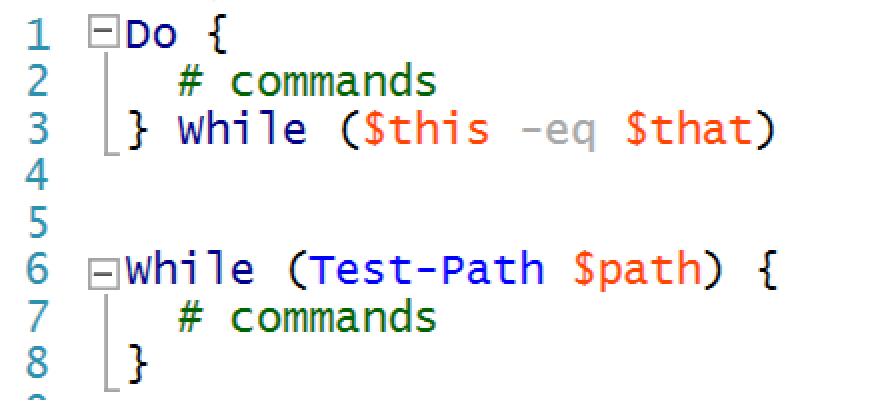 1 Do {
2   # commands
3 } While ($this -eq $that)
4
5
6 While (Test-Path $path) {
7   # commands
8 }